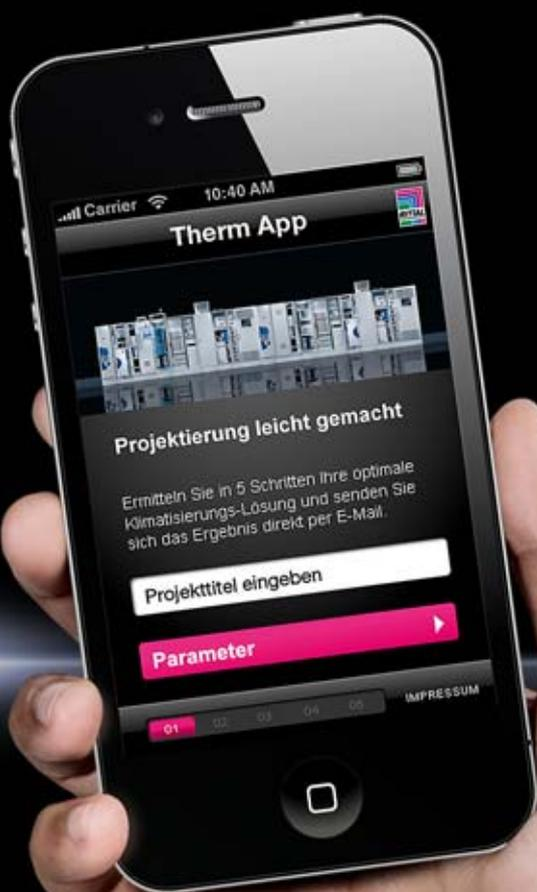 Carrier
10:40 AM
Therm App
RITTAL
Projektierung leicht gemacht
Ermitteln Sie in 5 Schritten Ihre optimale
Klimatisierungs-Lösung und senden Sie
sich das Ergebnis direkt per E-Mail.
Projekttitel eingeben
Parameter
01 02 03 04 05
IMPRESSUM